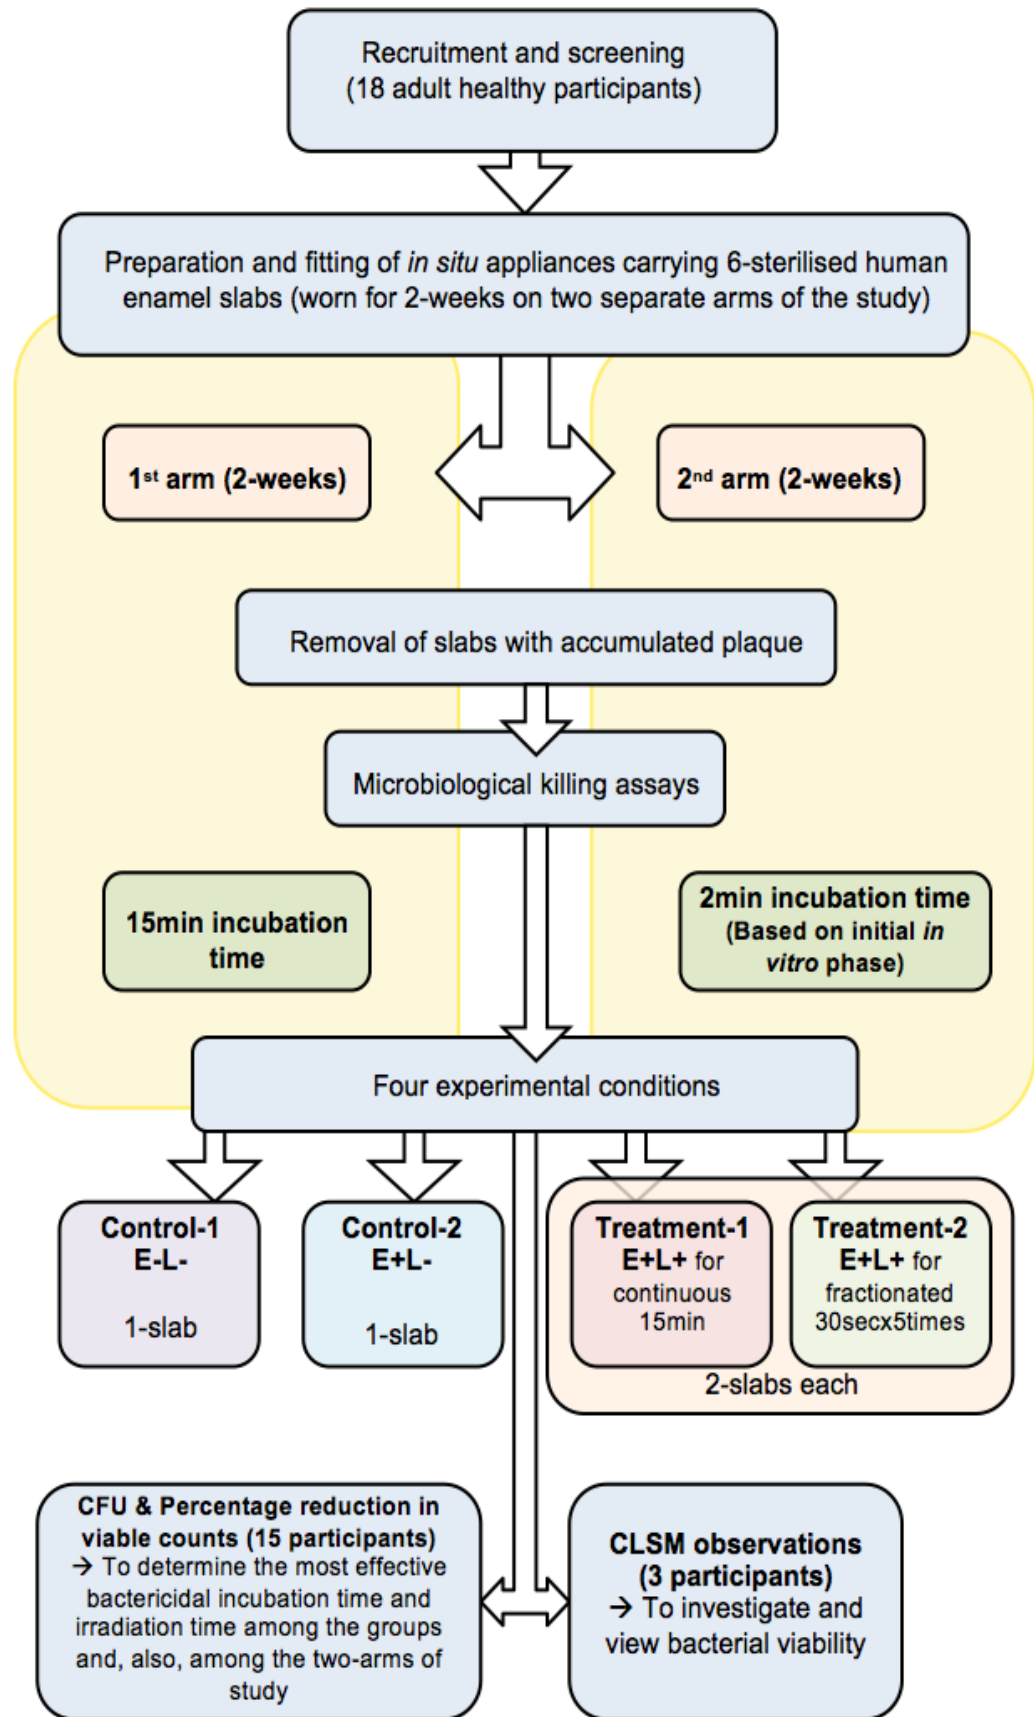 Recruitment and screening
(18 adult healthy participants)
Preparation and fitting of in situ appliances carrying 6-sterilised human
enamel slabs (worn for 2-weeks on two separate arms of the study)
1st arm (2-weeks)
2nd arm (2-weeks)
Removal of slabs with accumulated plaque
Microbiological killing assays
15min incubation
time
2min incubation time
(Based on initial in
vitro phase)
Four experimental conditions
Control-1
E-L-
1-slab
Control-2
E+L-
1-slab
Treatment-1
E+L+ for
continuous
15min
Treatment-2
E+L+ for
fractionated
30secx5times
2-slabs each
CFU & Percentage reduction in
viable counts (15 participants)
→ To determine the most effective
bactericidal incubation time and
irradiation time among the groups
and, also, among the two-arms of
study
CLSM observations
(3 participants)
→ To investigate and
view bacterial viability